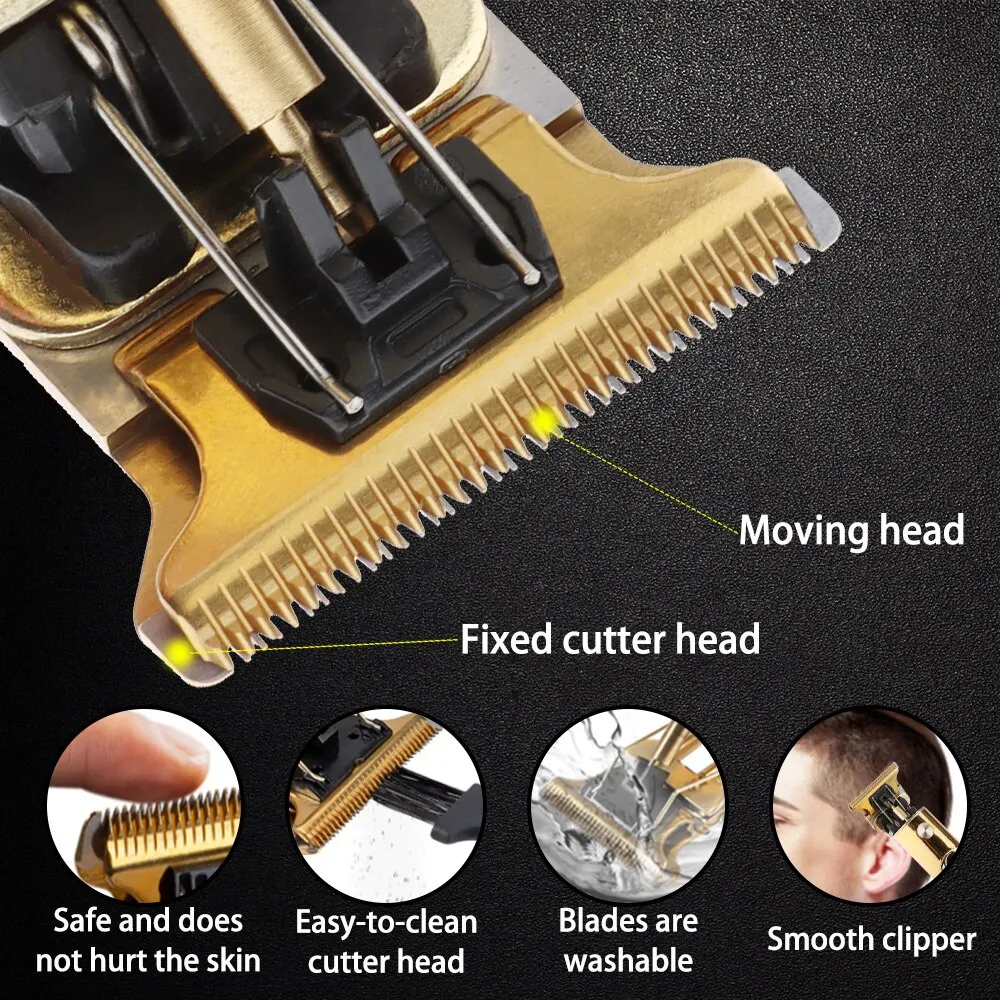 Moving head
Fixed cutter head
Safe and does
not hurt the skin
Easy-to-clean
cutter head
Blades are
washable
Smooth clipper